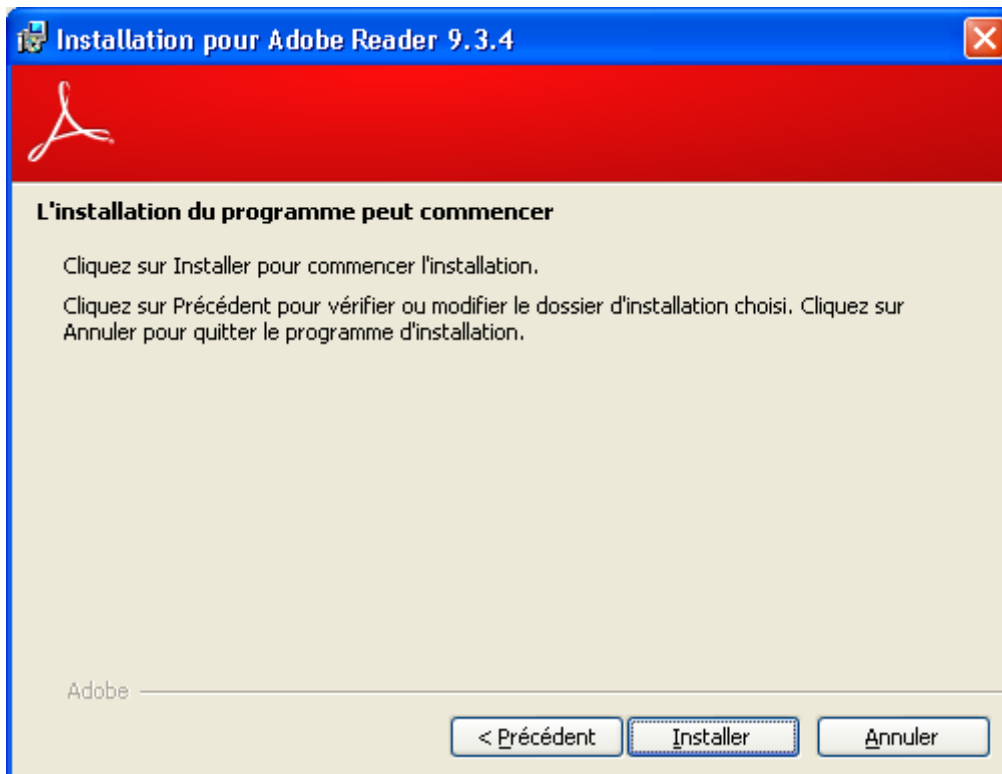 Installation pour Adobe Reader 9.3.4
L'installation du programme peut commencer
Cliquez sur Installer pour commencer l'installation.
Cliquez sur Précédent pour vérifier ou modifier le dossier d'installation choisi. Cliquez sur
Annuler pour quitter le programme d'installation.
Adobe
< Précédent Installer Annuler